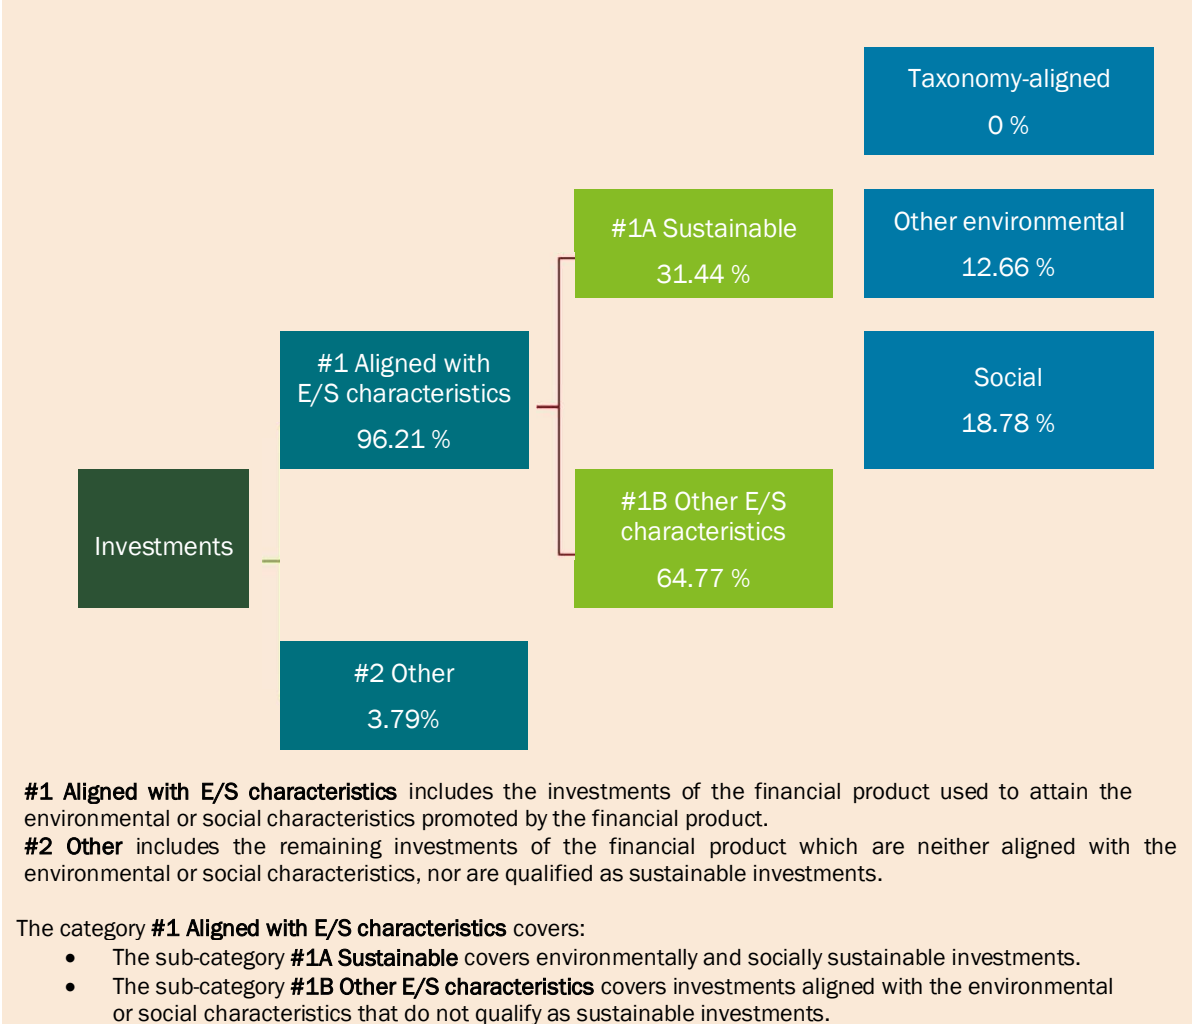 Taxonomy-aligned
0 %
#1A Sustainable
31.44 %
Other environmental
12.66 %
#1 Aligned with
E/S characteristics
96.21 %
Social
18.78 %
Investments
#1B Other E/S
characteristics
64.77 %
#2 Other
3.79%
#1 Aligned with E/S characteristics includes the investments of the financial product used to attain the
environmental or social characteristics promoted by the financial product.
#2 Other includes the remaining investments of the financial product which are neither aligned with the
environmental or social characteristics, nor are qualified as sustainable investments.
The category #1 Aligned with E/S characteristics covers:
• The sub-category #1A Sustainable covers environmentally and socially sustainable investments.
• The sub-category #1B Other E/S characteristics covers investments aligned with the environmental
or social characteristics that do not qualify as sustainable investments.